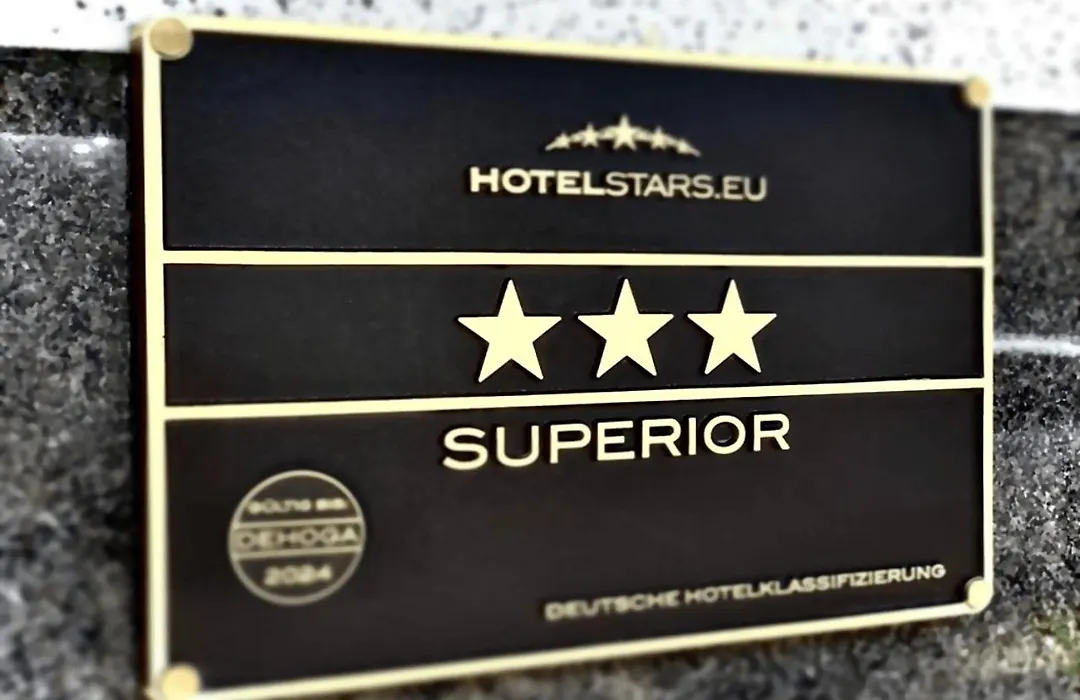 HOTELSTARS.EU
SUPERIOR
GÜLTIG BIS
DEHOGA
2024
DEUTSCHE HOTELKLASSIFIZIERUNG